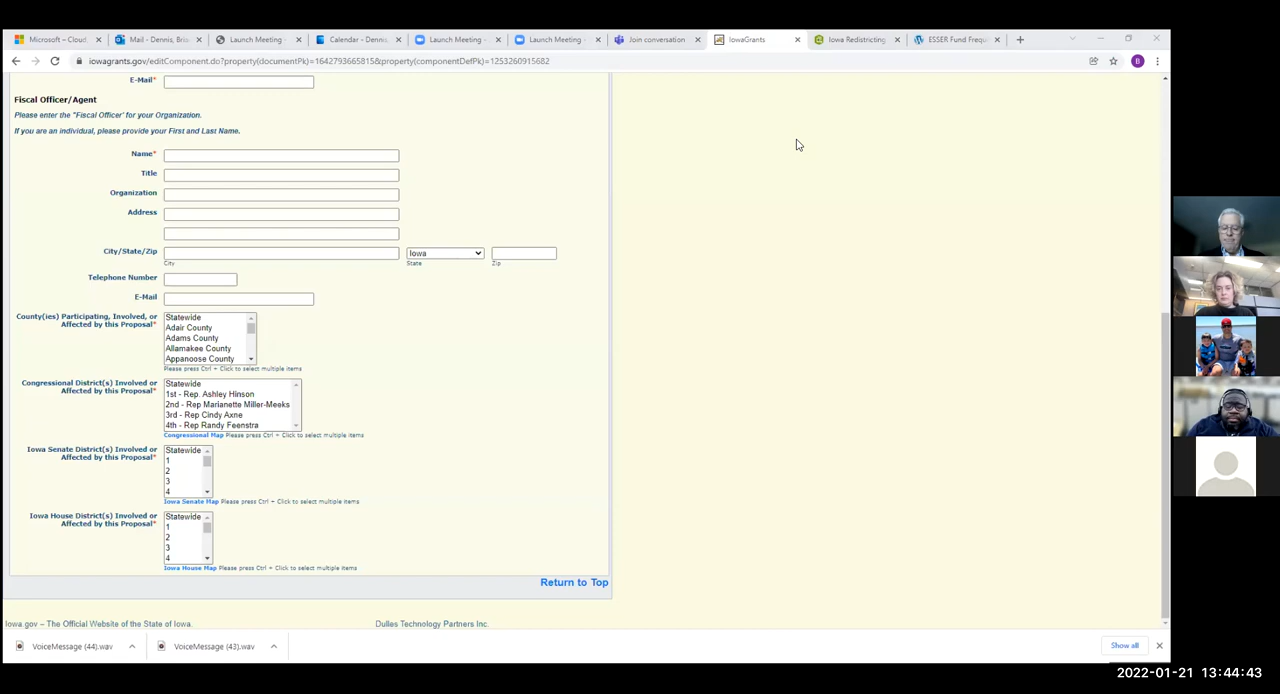 Microsoft – Cloud,
Mail - Dennis, Bris
Launch Meeting -
Calendar - Dennis,
Launch Meeting -
Launch Meeting -
Join conversation
IowaGrants
Iowa Redistricting
ESSER Fund Freq
iowagrants.gov/editComponent.do?property(documentPk)=1642793665815&property(componentDefPk)=1253260915682
B
E-Mail*
Fiscal Officer/Agent
Please enter the "Fiscal Officer' for your Organization.
If you are an individual, please provide your First and Last Name.
Name*
Title
Organization
Address
City/State/Zip
Iowa
City
State
Zip
Telephone Number
E-Mail
County(ies) Participating, Involved, or
Affected by this Proposal*
Statewide
Adair County
Adams County
Allamakee County
Appanoose County
Please press Ctrl + Click to select multiple items
Congressional District(s) Involved or
Affected by this Proposal*
Statewide
1st - Rep. Ashley Hinson
2nd - Rep Marianette Miller-Meeks
3rd - Rep Cindy Axne
4th - Rep Randy Feenstra
Congressional Map Please press Ctrl + Click to select multiple items
Iowa Senate District(s) Involved or
Affected by this Proposal*
Statewide
1
2
3
4
Iowa Senate Map Please press Ctrl + Click to select multiple items
Iowa House District(s) Involved or
Affected by this Proposal*
Statewide
1
2
3
4
Iowa House Map Please press Ctrl + Click to select multiple items
Return to Top
Iowa.gov – The Official Website of the State of Iowa.
Dulles Technology Partners Inc.
VoiceMessage (44).wav
VoiceMessage (43).wav
Show all
2022-01-21 13:44:43